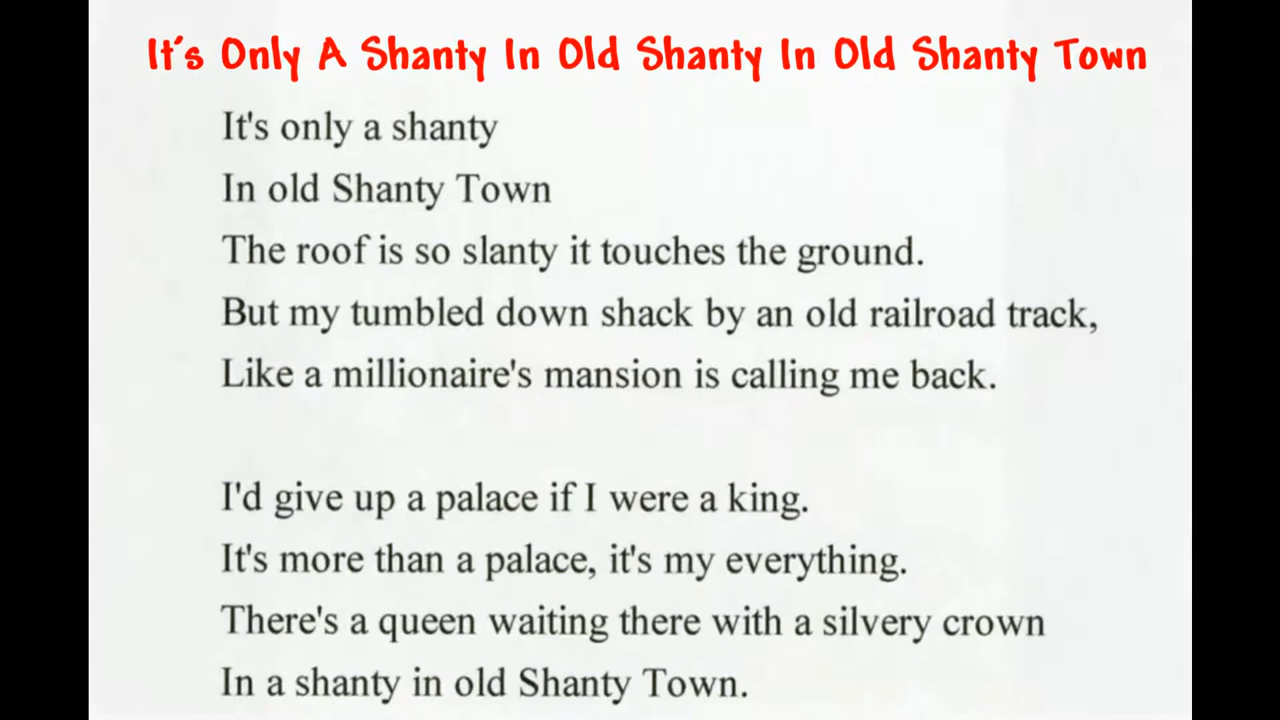 It's Only A Shanty In Old Shanty In Old Shanty Town
It's only a shanty
In old Shanty Town
The roof is so slanty it touches the ground.
But my tumbled down shack by an old railroad track,
Like a millionaire's mansion is calling me back.
I'd give up a palace if I were a king.
It's more than a palace, it's my everything.
There's a queen waiting there with a silvery crown
In a shanty in old Shanty Town.